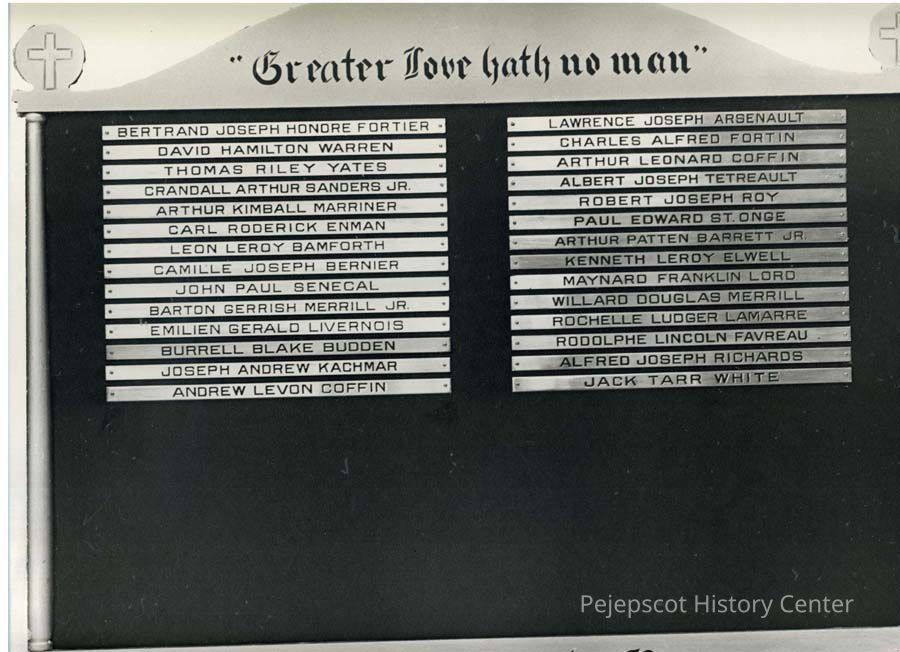 "Greater Love hath no man"
BERTRAND JOSEPH HONORE FORTIER
DAVID HAMILTON WARREN
THOMAS RILEY YATES
CRANDALL ARTHUR SANDERS JR.
ARTHUR KIMBALL MARRINER
CARL RODERICK ENMAN
LEON LEROY BAMFORTH
CAMILLE JOSEPH BERNIER
JOHN PAUL SENECAL
BARTON GERRISH MERRILL JR.
EMILIEN GERALD LIVERNOIS
BURRELL BLAKE BUDDEN
JOSEPH ANDREW KACHMAR
ANDREW LEVON COFFIN
LAWRENCE JOSEPH ARSENAULT
CHARLES ALFRED FORTIN
ARTHUR LEONARD COFFIN
ALBERT JOSEPH TETREAULT
ROBERT JOSEPH ROY
PAUL EDWARD ST. ONGE
ARTHUR PATTEN BARRETT JR.
KENNETH LEROY ELWELL
MAYNARD FRANKLIN LORD
WILLARD DOUGLAS MERRILL
ROCHELLE LUDGER LAMARRE
RODOLPHE LINCOLN FAVREAU
ALFRED JOSEPH RICHARDS
JACK TARR WHITE
Pejepscot History Center